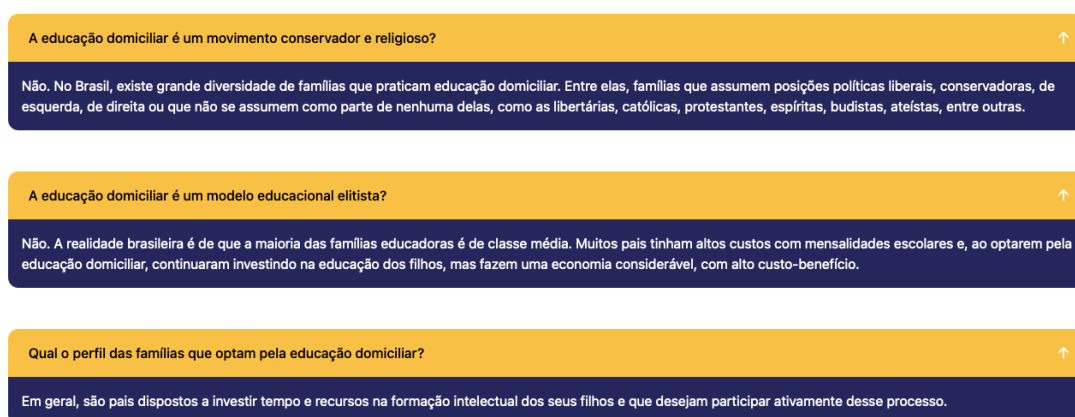 A educação domiciliar é um movimento conservador e religioso?
Não. No Brasil, existe grande diversidade de famílias que praticam educação domiciliar. Entre elas, famílias que assumem posições políticas liberais, conservadoras, de
esquerda, de direita ou que não se assumem como parte de nenhuma delas, como as libertárias, católicas, protestantes, espíritas, budistas, ateístas, entre outras.
A educação domiciliar é um modelo educacional elitista?
Não. A realidade brasileira é de que a maioria das famílias educadoras é de classe média. Muitos pais tinham altos custos com mensalidades escolares e, ao optarem pela
educação domiciliar, continuaram investindo na educação dos filhos, mas fazem uma economia considerável, com alto custo-benefício.
Qual o perfil das famílias que optam pela educação domiciliar?
Em geral, são pais dispostos a investir tempo e recursos na formação intelectual dos seus filhos e que desejam participar ativamente desse processo.